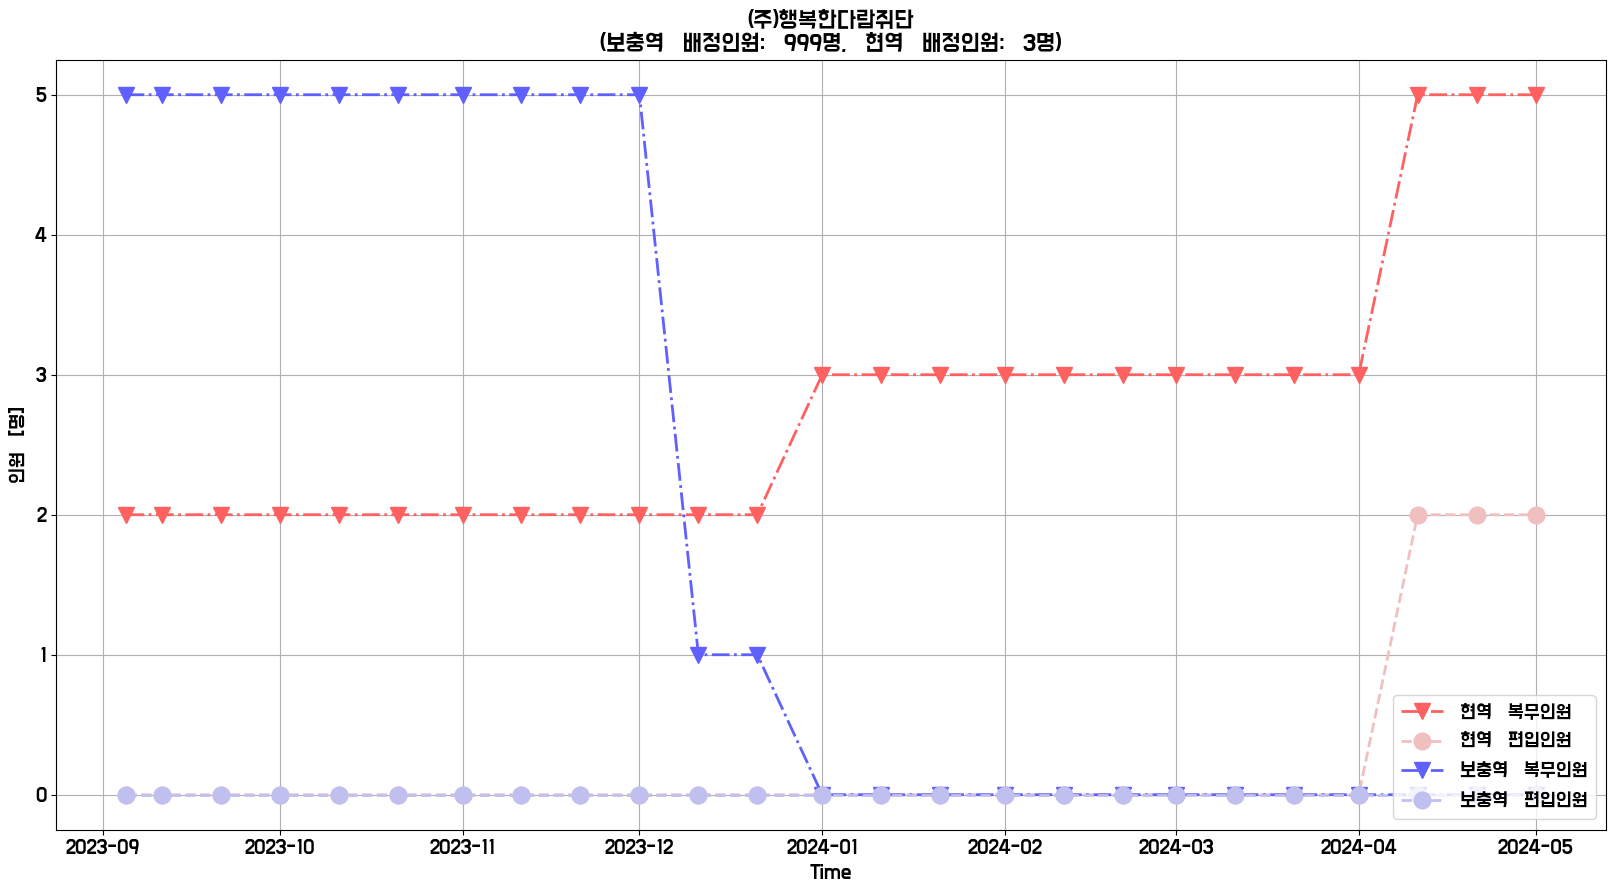 (주)행복한다람쥐단
(보충역 배정인원: 999명, 현역 배정인원: 3명)
5
4
3
2
1
0
인원 [명]
현역 복무인원
현역 편입인원
보충역 복무인원
보충역 편입인원
2023-09 2023-10 2023-11 2023-12 2024-01 2024-02 2024-03 2024-04 2024-05
Time